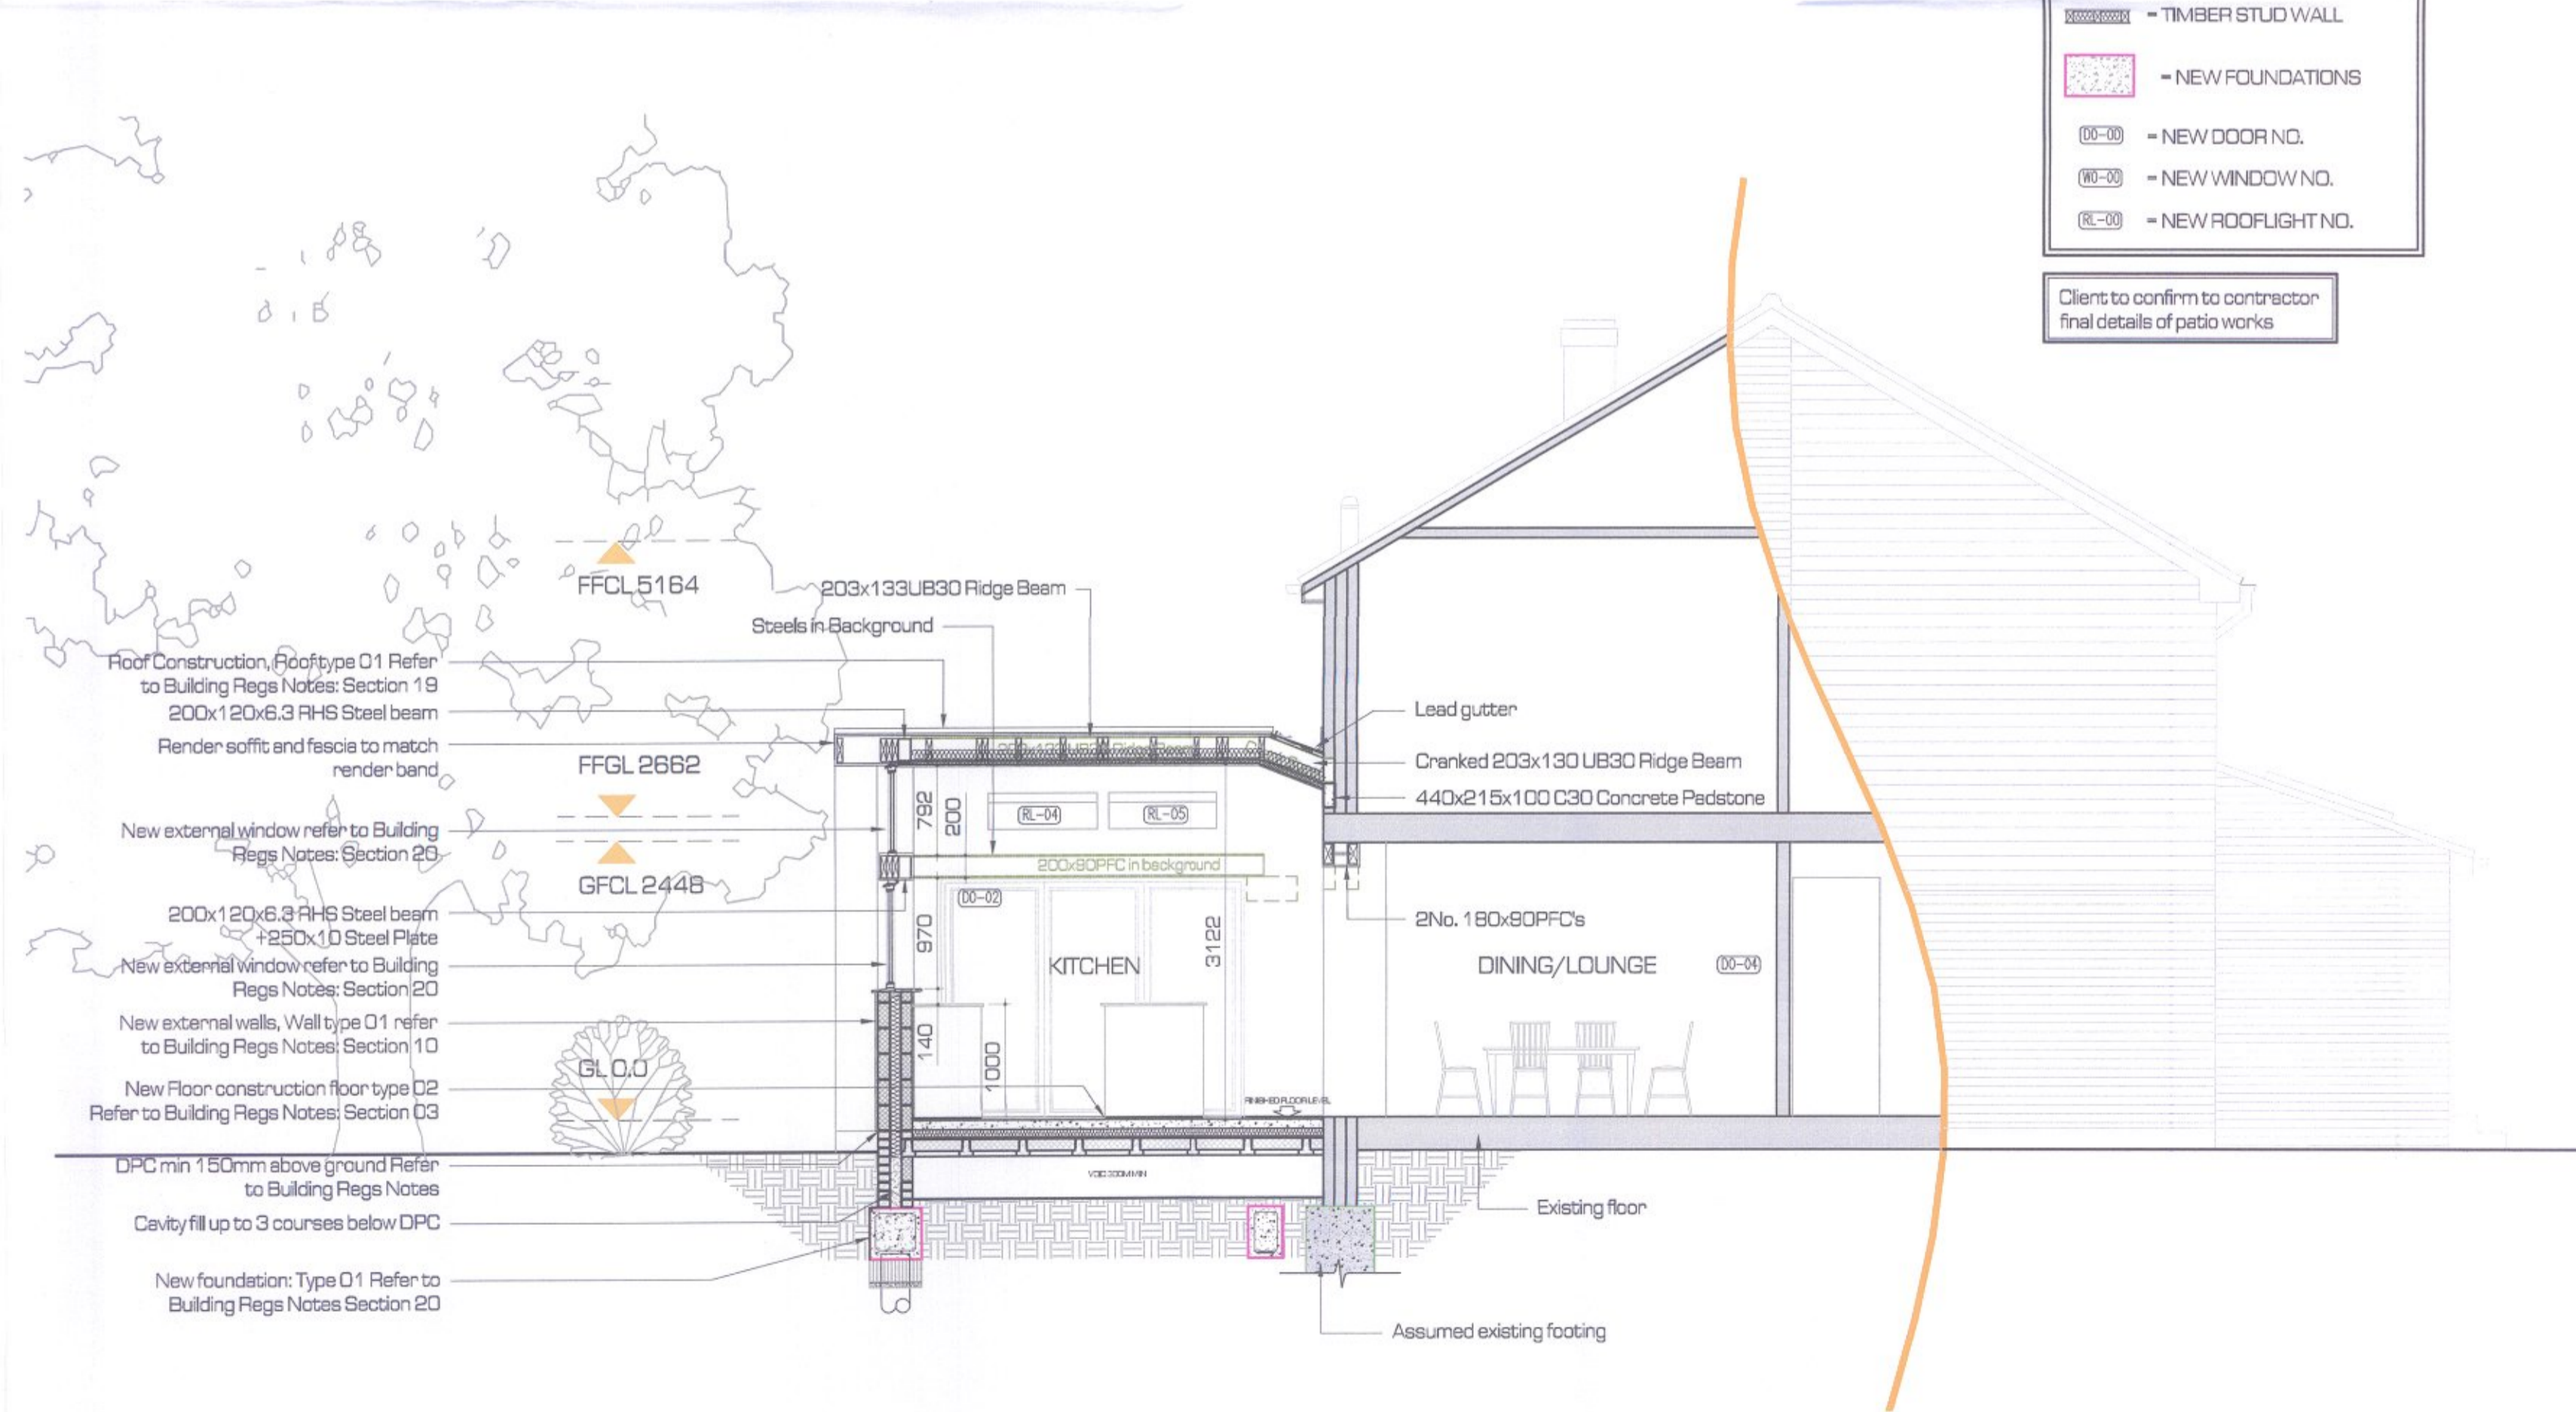 = TIMBER STUD WALL
= NEW FOUNDATIONS
DO-00 = NEW DOOR NO.
WO-00 = NEW WINDOW NO.
RL-00 = NEW ROOFLIGHT NO.
Client to confirm to contractor
final details of patio works
FFCL 5164
203x133UB30 Ridge Beam
Steels in Background
Roof Construction, Rooftype 01 Refer
to Building Regs Notes: Section 19
200x120x6.3 RHS Steel beam
Render soffit and fascia to match
render band
FFGL 2662
New external window refer to Building
Regs Notes: Section 20
GFCL 2448
200x120x6.3 RHS Steel beam
+250x10 Steel Plate
New external window refer to Building
Regs Notes: Section 20
New external walls, Wall type 01 refer
to Building Regs Notes: Section 10
GL 0.0
New Floor construction floor type 02
Refer to Building Regs Notes: Section 03
DPC min 150mm above ground Refer
to Building Regs Notes
Cavity fill up to 3 courses below DPC
New foundation: Type 01 Refer to
Building Regs Notes Section 20
Lead gutter
Cranked 203x130 UB30 Ridge Beam
440x215x100 C30 Concrete Padstone
792
200
RL-04
RL-05
200x90PFC in background
DO-02
2No. 180x90PFC's
970
3122
KITCHEN
DINING/LOUNGE
DO-04
140
1000
FINISHED FLOOR LEVEL
VOID 300MM MIN
Existing floor
Assumed existing footing